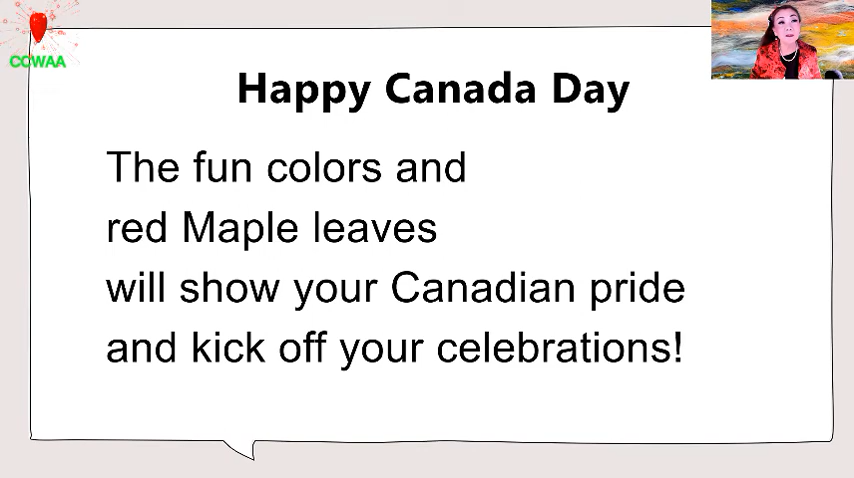 CCWAA
Happy Canada Day
The fun colors and
red Maple leaves
will show your Canadian pride
and kick off your celebrations!